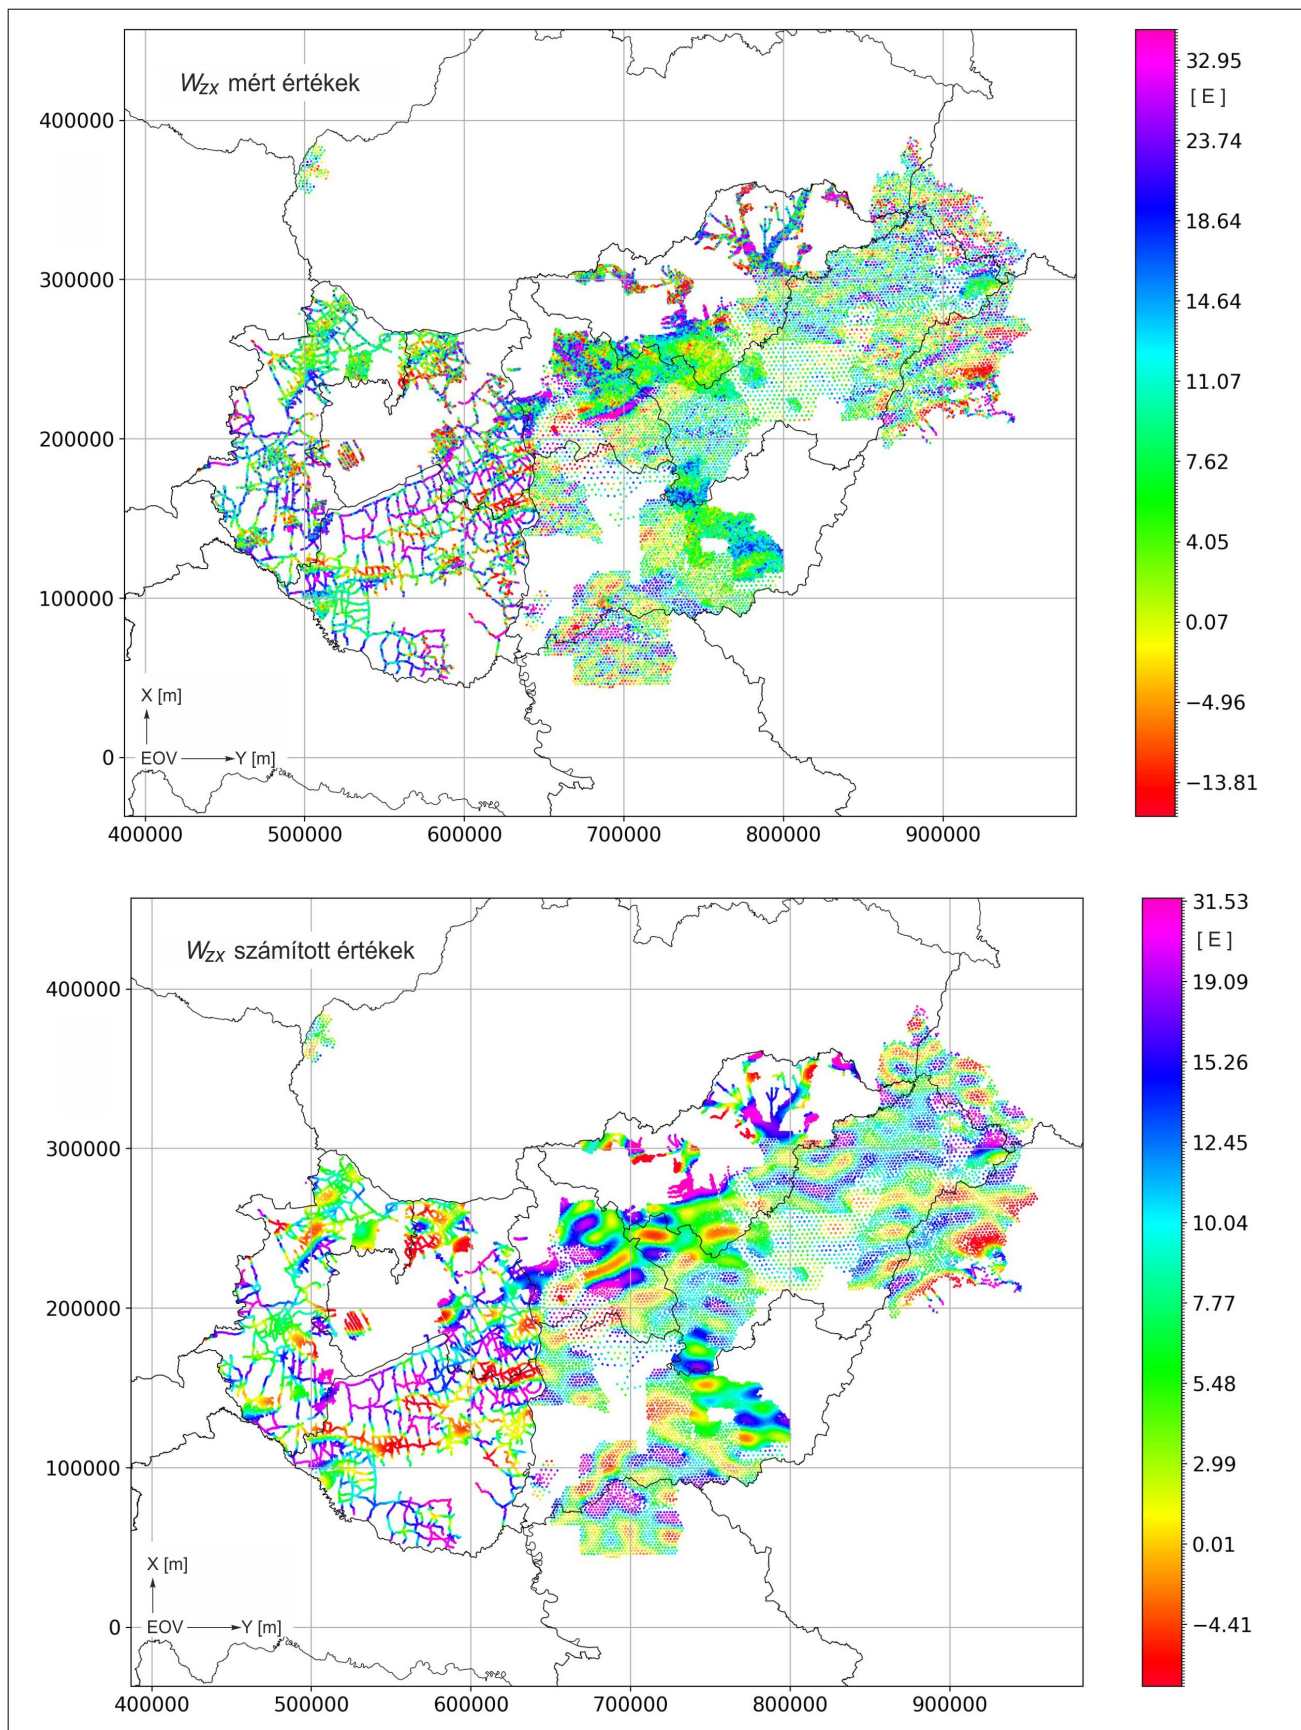 W_zx mért értékek
400000
300000
200000
100000
0
X [m]
EOV
Y [m]
400000 500000 600000 700000 800000 900000
32.95
[ E ]
23.74
18.64
14.64
11.07
7.62
4.05
0.07
−4.96
−13.81
W_zx számított értékek
400000
300000
200000
100000
0
X [m]
EOV
Y [m]
400000 500000 600000 700000 800000 900000
31.53
[ E ]
19.09
15.26
12.45
10.04
7.77
5.48
2.99
0.01
−4.41